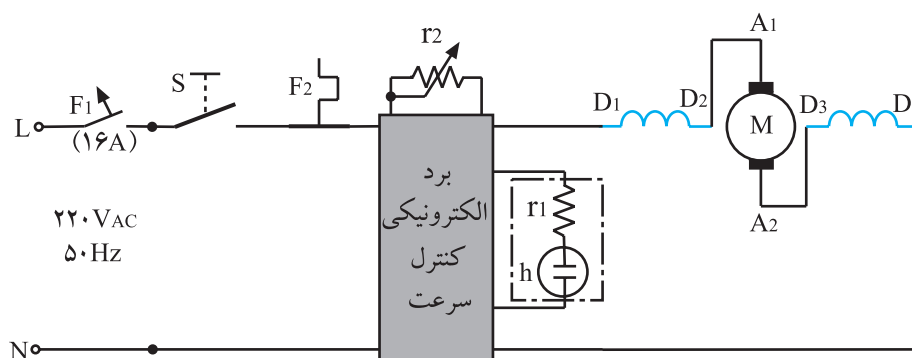 A1
r2
S
F2
F1
L
(۱۶A)
D1
D2
M
D3
D
برد
الکترونیکی
کنترل
سرعت
r1
h
A2
۲۲۰VAC
۵۰Hz
N